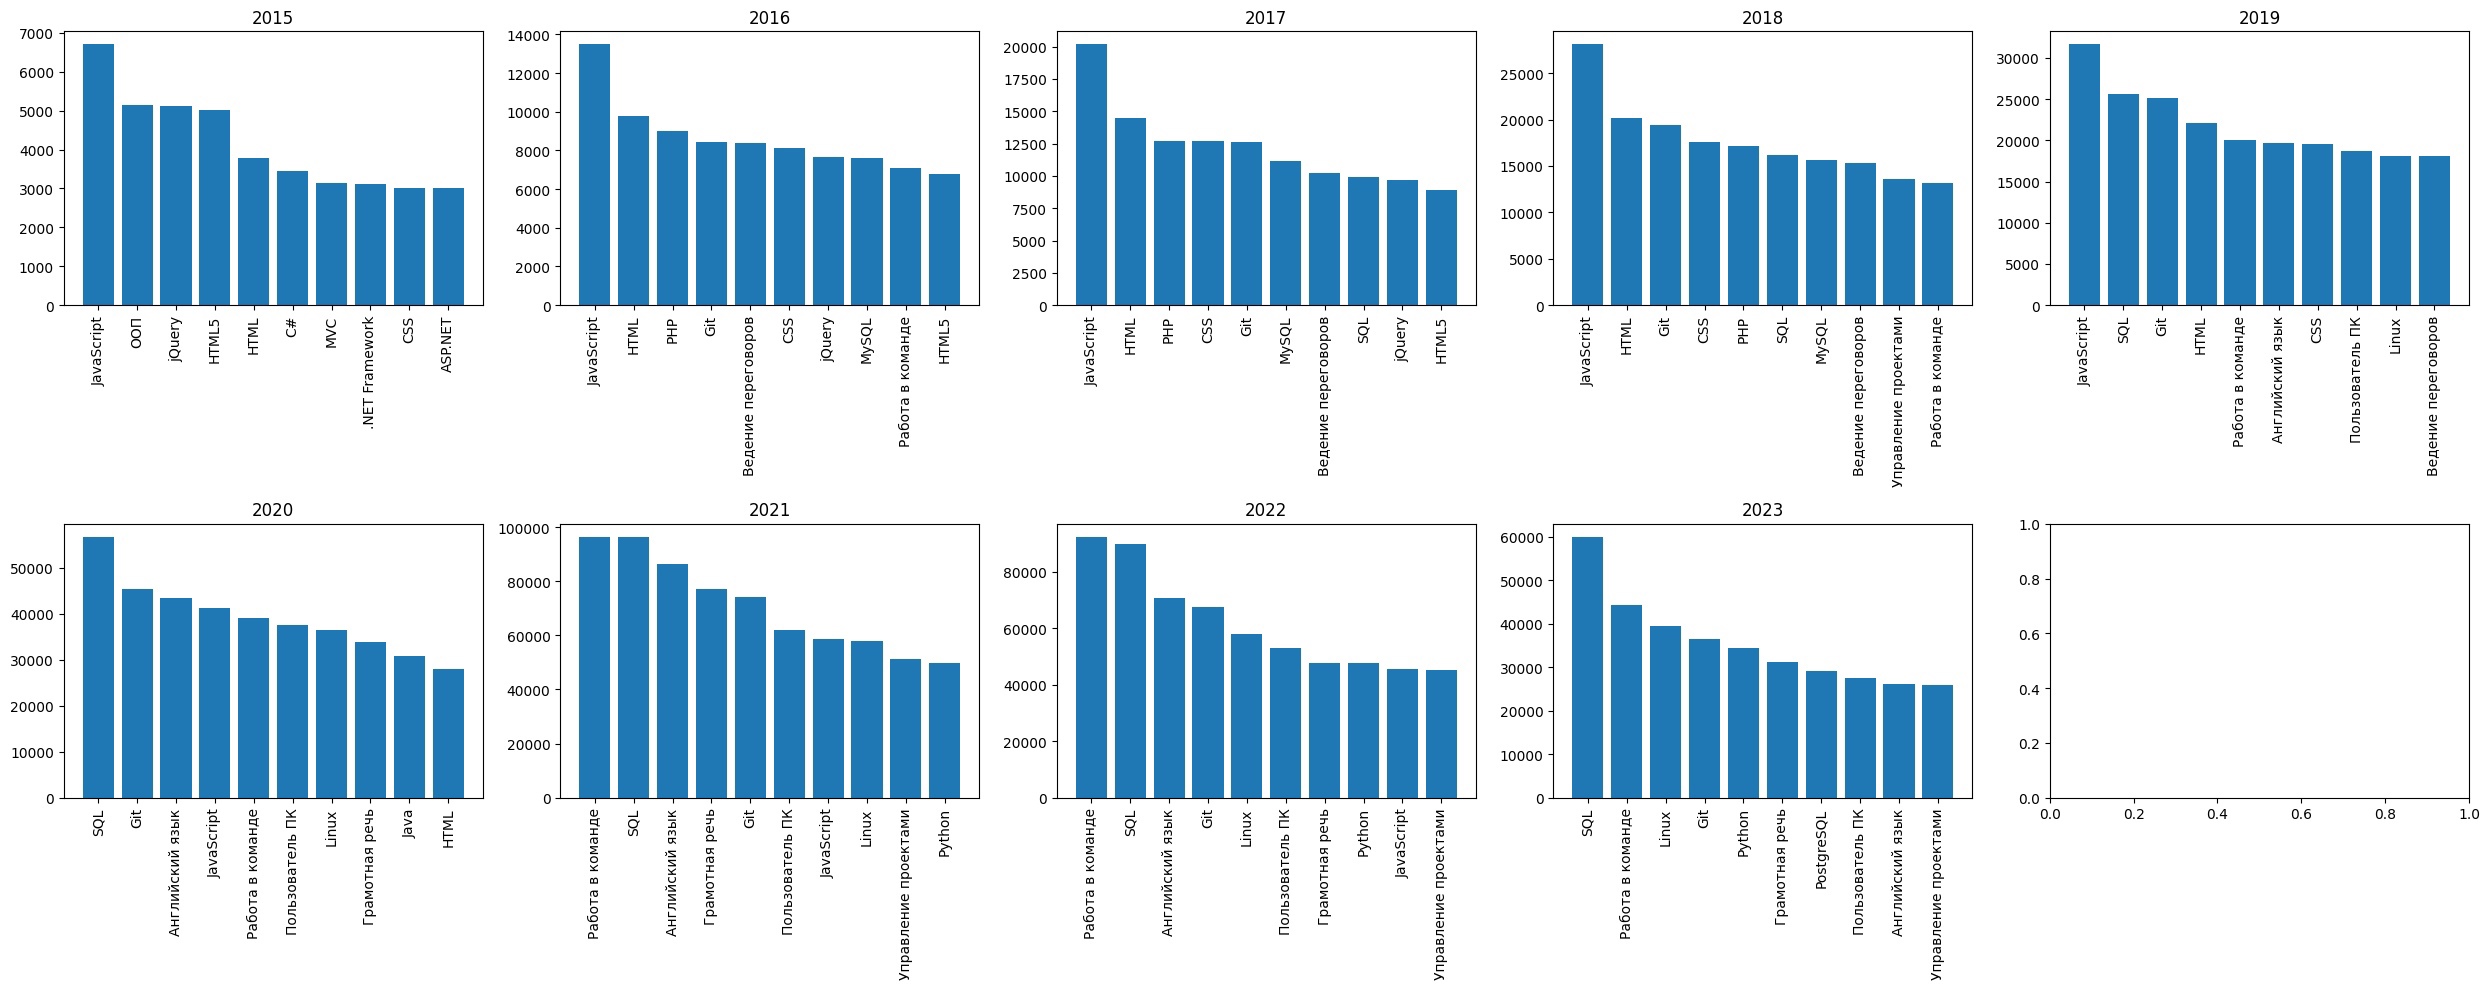 2015
7000
6000
5000
4000
3000
2000
1000
0
JavaScript
ООП
jQuery
HTML5
HTML
C#
MVC
.NET Framework
CSS
ASP.NET
2016
14000
12000
10000
8000
6000
4000
2000
0
JavaScript
HTML
PHP
Git
Ведение переговоров
CSS
jQuery
MySQL
Работа в команде
HTML5
2017
20000
17500
15000
12500
10000
7500
5000
2500
0
JavaScript
HTML
PHP
CSS
Git
MySQL
Ведение переговоров
SQL
jQuery
HTML5
2018
25000
20000
15000
10000
5000
0
JavaScript
HTML
Git
CSS
PHP
SQL
MySQL
Ведение переговоров
Управление проектами
Работа в команде
2019
30000
25000
20000
15000
10000
5000
0
JavaScript
SQL
Git
HTML
Работа в команде
Английский язык
CSS
Пользователь ПК
Linux
Ведение переговоров
2020
50000
40000
30000
20000
10000
0
SQL
Git
Английский язык
JavaScript
Работа в команде
Пользователь ПК
Linux
Грамотная речь
Java
HTML
2021
100000
80000
60000
40000
20000
0
Работа в команде
SQL
Английский язык
Грамотная речь
Git
Пользователь ПК
JavaScript
Linux
Управление проектами
Python
2022
80000
60000
40000
20000
0
Работа в команде
SQL
Английский язык
Git
Linux
Пользователь ПК
Грамотная речь
Python
JavaScript
Управление проектами
2023
60000
50000
40000
30000
20000
10000
0
SQL
Работа в команде
Linux
Git
Python
Грамотная речь
PostgreSQL
Пользователь ПК
Английский язык
Управление проектами
1.0
0.8
0.6
0.4
0.2
0.0
0.0 0.2 0.4 0.6 0.8 1.0